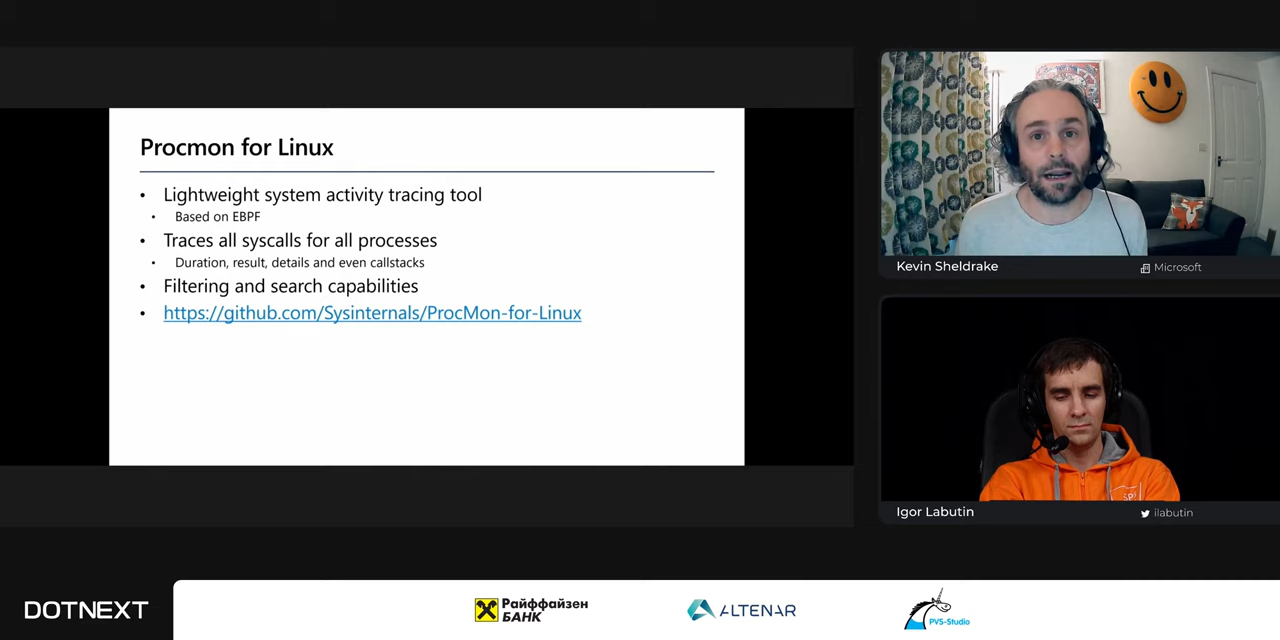 Procmon for Linux
• Lightweight system activity tracing tool
• Based on EBPF
• Traces all syscalls for all processes
• Duration, result, details and even callstacks
• Filtering and search capabilities
• https://github.com/Sysinternals/ProcMon-for-Linux
Kevin Sheldrake
Microsoft
Igor Labutin
ilabutin
DOTNEXT
Райффайзен
БАНК
ALTENAR
PVS-Studio